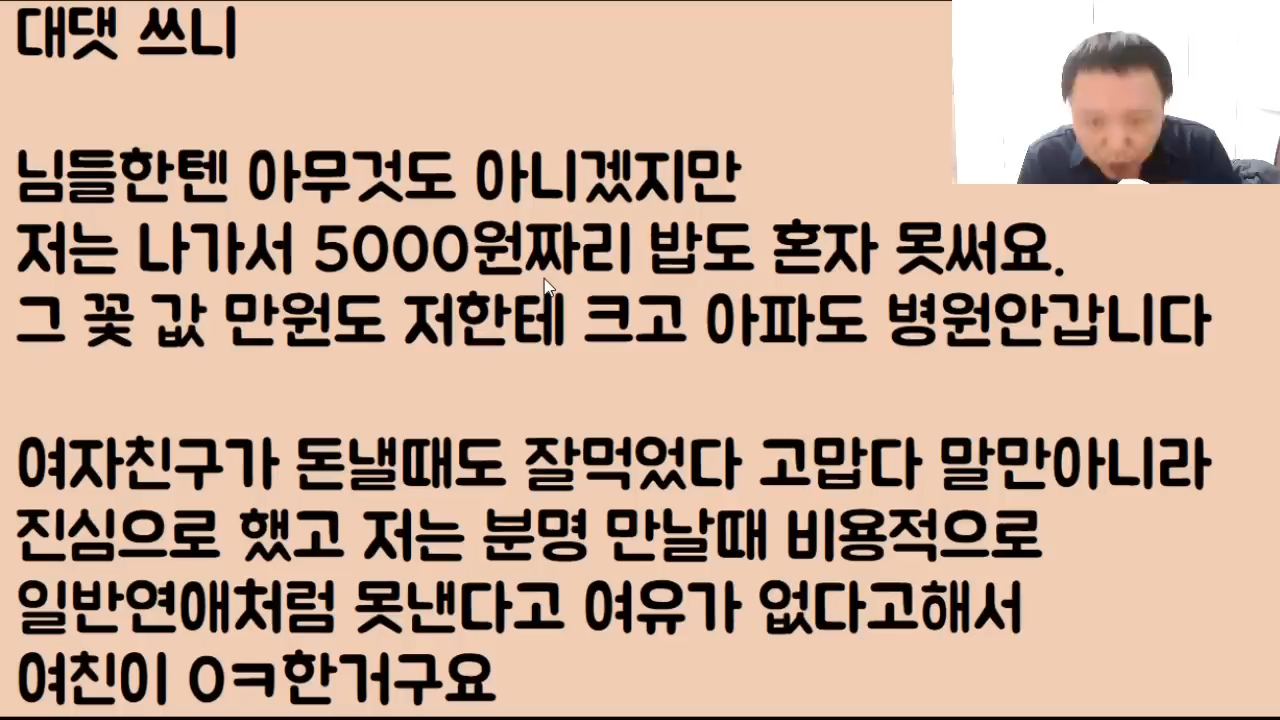 대댓 쓰니
님들한텐 아무것도 아니겠지만
저는 나가서 5000원짜리 밥도 혼자 못써요.
그 꽃 값 만원도 저한테 크고 아파도 병원안갑니다
여자친구가 돈낼때도 잘먹었다 고맙다 말만아니라
진심으로 했고 저는 분명 만날때 비용적으로
일반연애처럼 못낸다고 여유가 없다고해서
여친이 ㅇㅋ한거구요